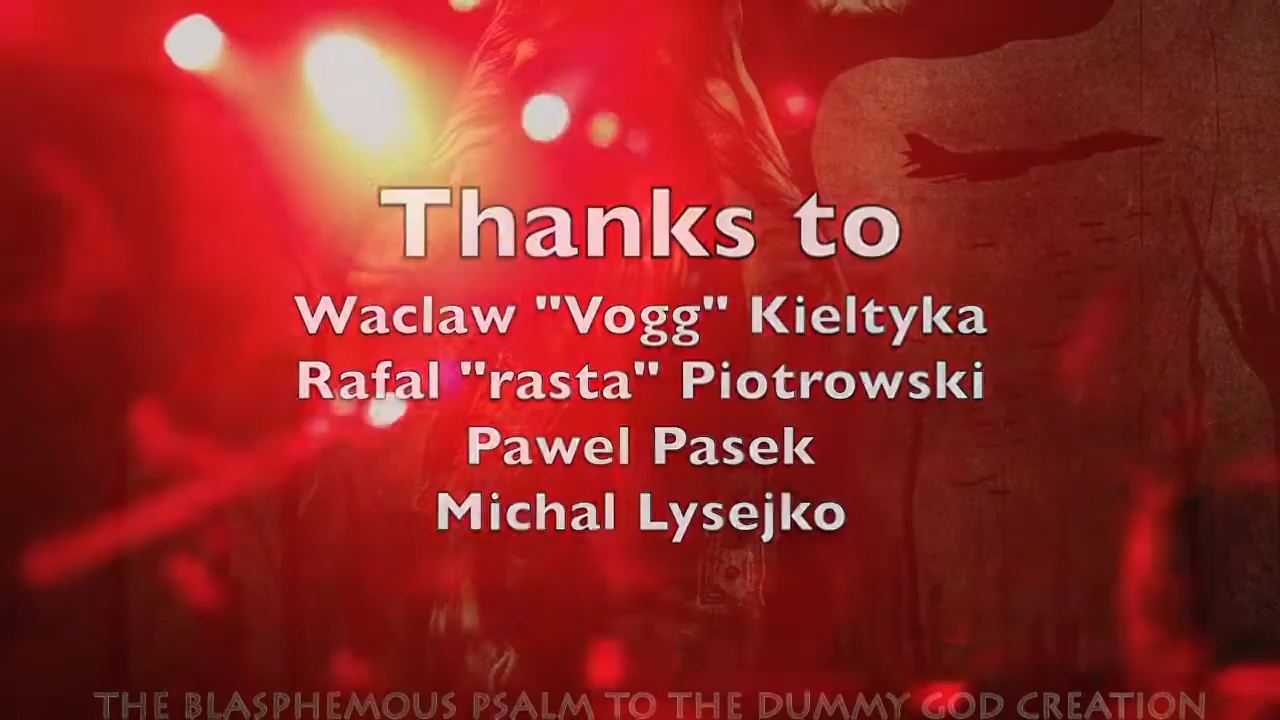 Thanks to
Waclaw "Vogg" Kieltyka
Rafal "rasta" Piotrowski
Pawel Pasek
Michal Lysejko
THE BLASPHEMOUS PSALM TO THE DUMMY GOD CREATION